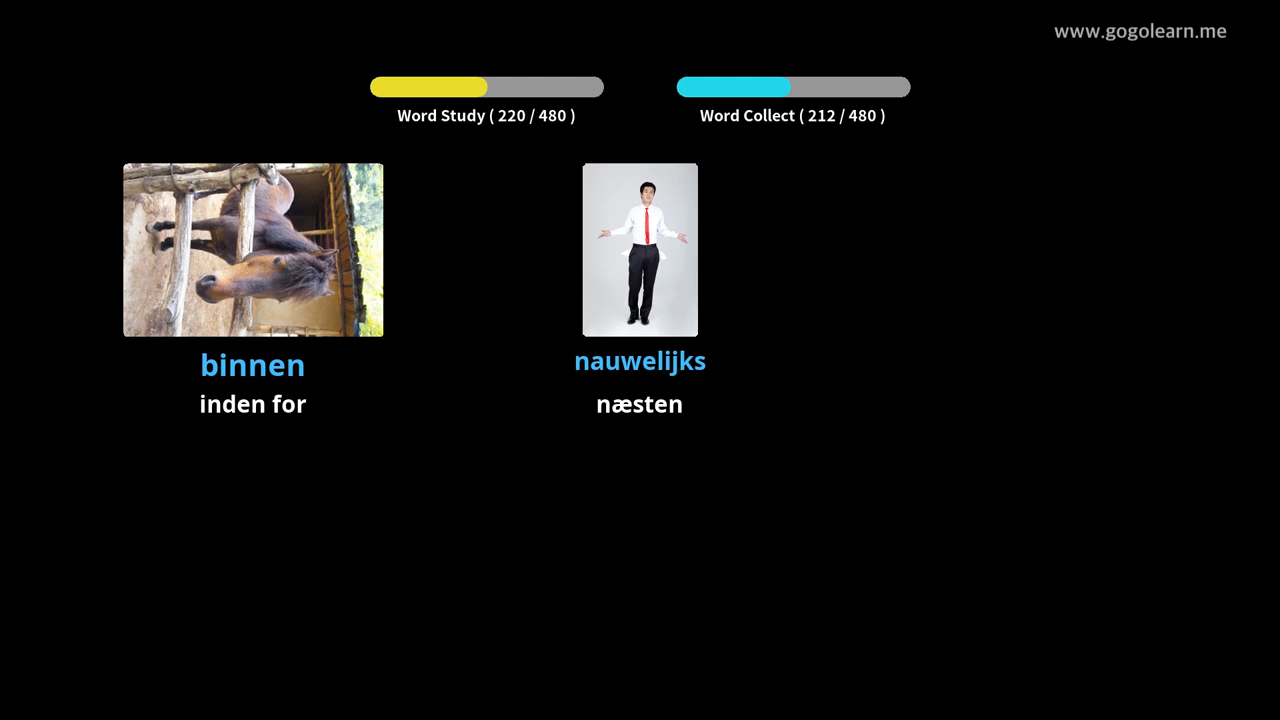 www.gogolearn.me
Word Study ( 220 / 480 )
Word Collect ( 212 / 480 )
binnen
inden for
nauwelijks
næsten